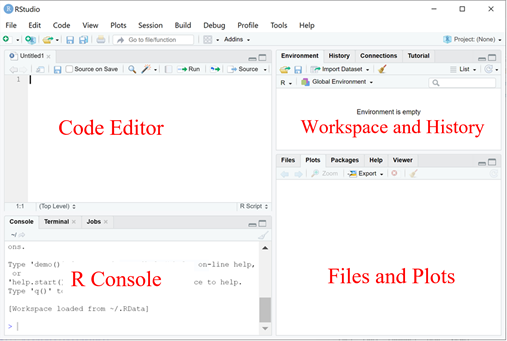 RStudio
File Edit Code View Plots Session Build Debug Profile Tools Help
Go to file/function Addins Project: (None)
Untitled1
Source on Save Run Source
1
Code Editor
1:1 (Top Level) R Script
Console Terminal Jobs
~/
ons.
Type 'demo() on-line help,
or
'help.start( ce to help.
Type 'q()' to
R Console
[Workspace loaded from ~/.RData]
>
Environment History Connections Tutorial
Import Dataset List
R Global Environment
Environment is empty
Workspace and History
Files Plots Packages Help Viewer
Zoom Export
Files and Plots